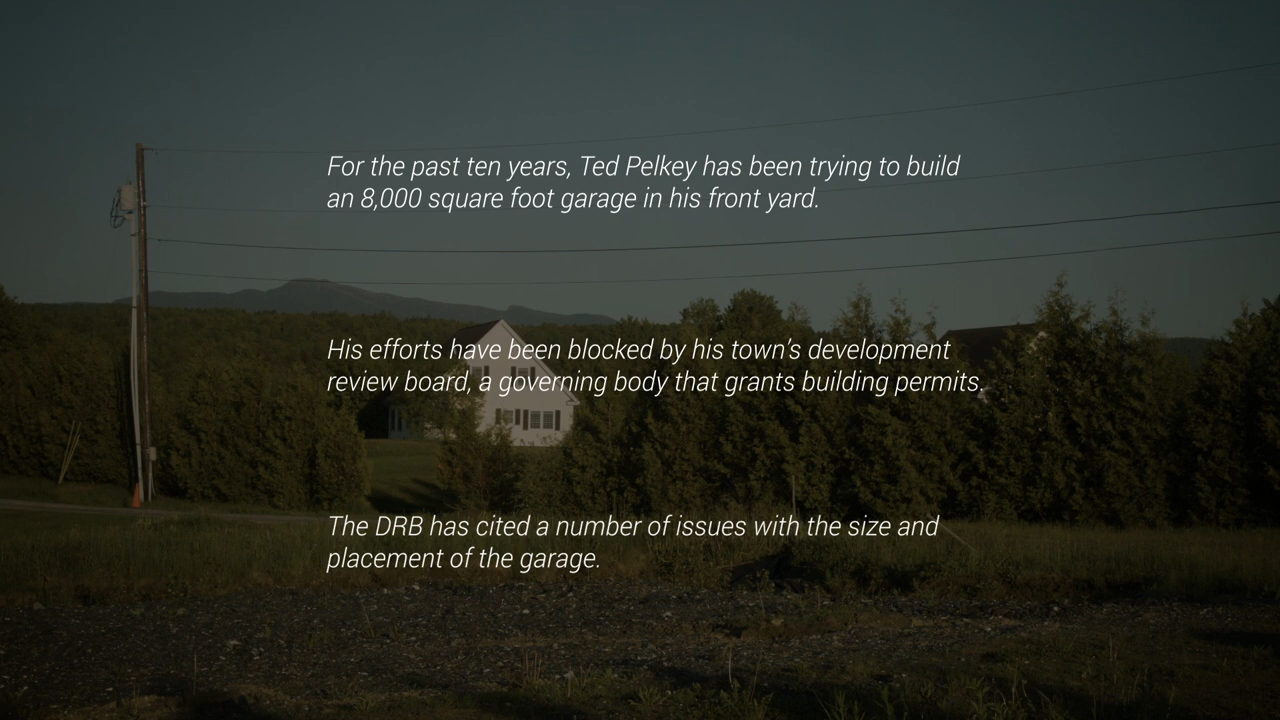 For the past ten years, Ted Pelkey has been trying to build
an 8,000 square foot garage in his front yard.
His efforts have been blocked by his town's development
review board, a governing body that grants building permits.
The DRB has cited a number of issues with the size and
placement of the garage.